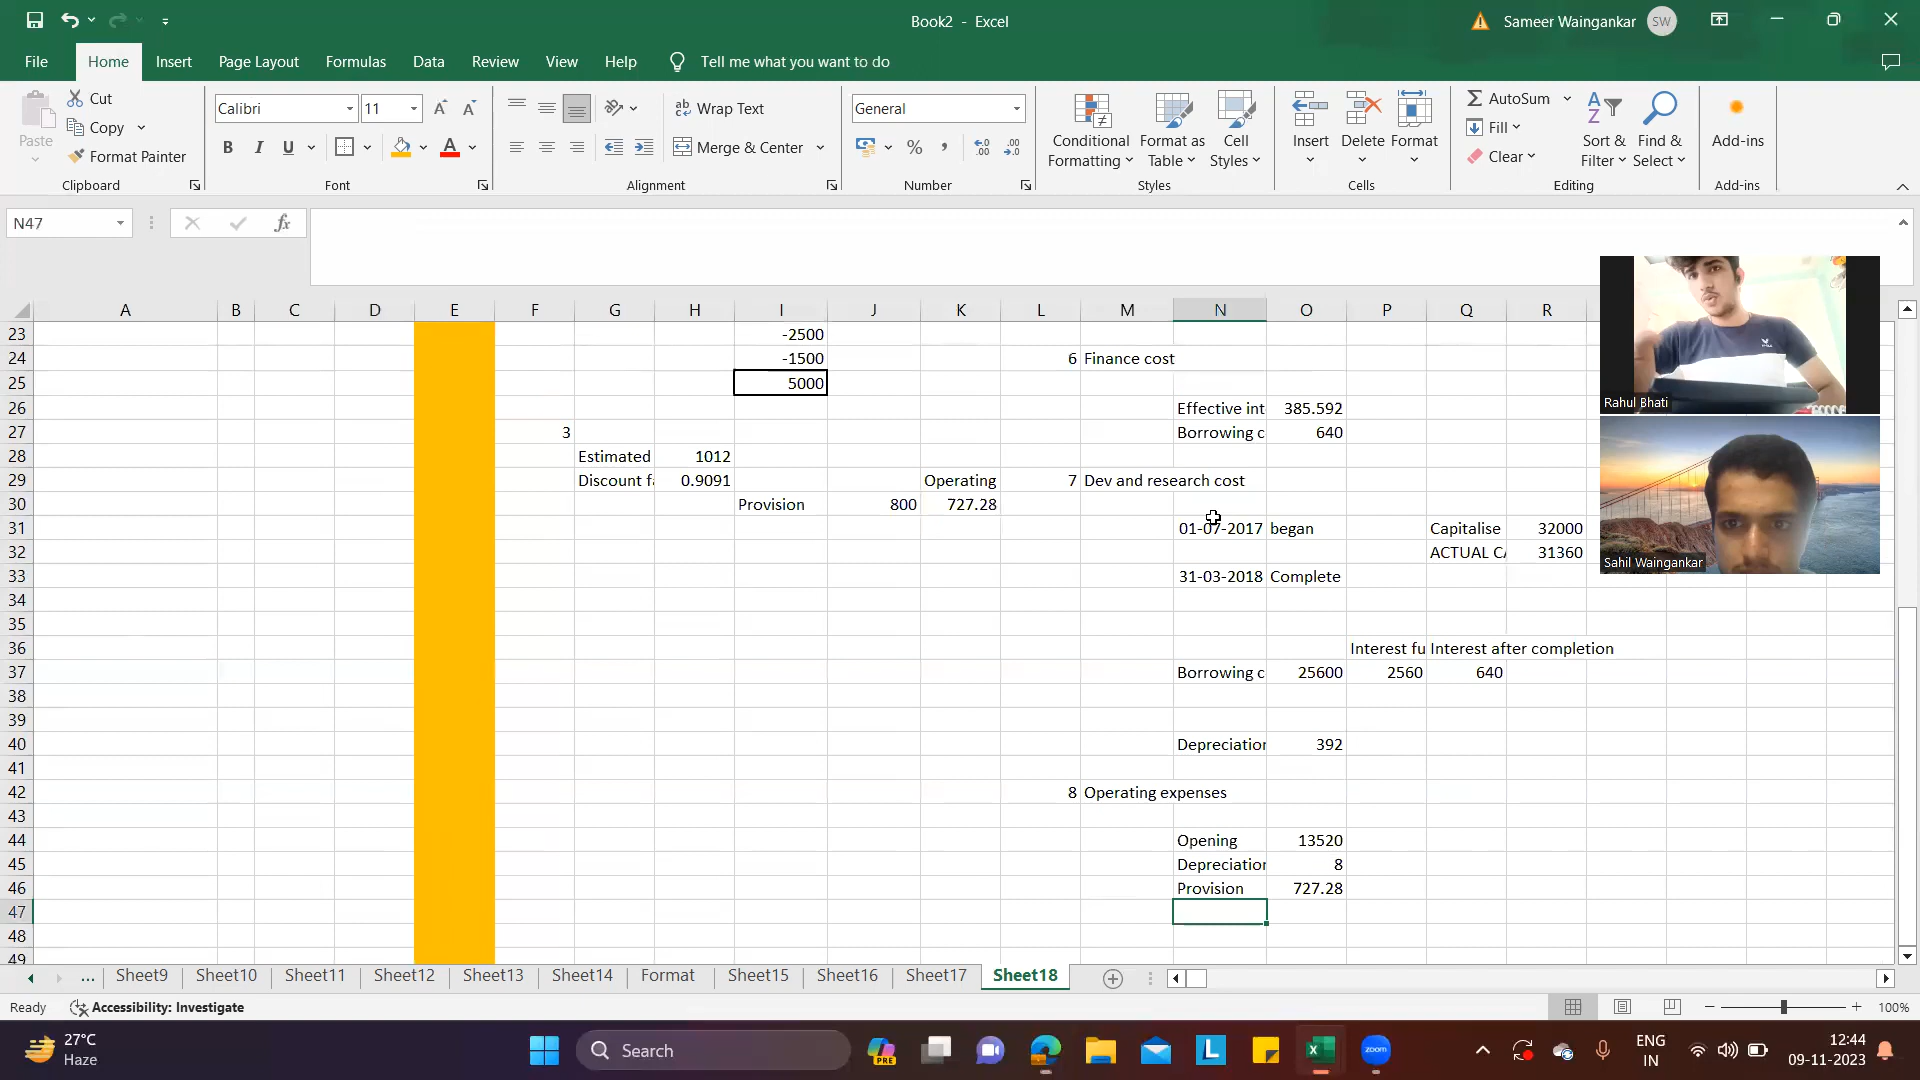 Book2 - Excel
Sameer Waingankar
SW
File Home Insert Page Layout Formulas Data Review View Help Tell me what you want to do
Paste
Cut
Copy
Format Painter
Clipboard
Calibri 11
B I U
Font
Wrap Text
Merge & Center
Alignment
General
% ,
Number
Conditional Formatting
Format as Table
Cell Styles
Styles
Insert Delete Format
Cells
AutoSum
Fill
Clear
Sort & Filter
Find & Select
Editing
Add-ins
Add-ins
N47
fx
A B C D E F G H I J K L M N O P Q R
23 -2500
24 -1500 6 Finance cost
25 5000
26 Effective int 385.592
27 3 Borrowing c 640
28 Estimated 1012
29 Discount fa 0.9091 Operating 7 Dev and research cost
30 Provision 800 727.28
31 01-07-2017 began Capitalise 32000
32 ACTUAL CA 31360
33 31-03-2018 Complete
34
35
36 Interest fu Interest after completion
37 Borrowing c 25600 2560 640
38
39
40 Depreciation 392
41
42 8 Operating expenses
43
44 Opening 13520
45 Depreciation 8
46 Provision 727.28
47
48
49
Rahul Bhati
Sahil Waingankar
... Sheet9 Sheet10 Sheet11 Sheet12 Sheet13 Sheet14 Format Sheet15 Sheet16 Sheet17 Sheet18
Ready Accessibility: Investigate
100%
27°C
Haze
Search
PRE
L
zoom
ENG
IN
12:44
09-11-2023